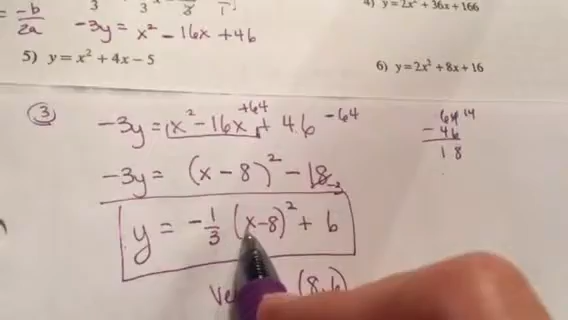 = -b/2a
-3y = x² - 16x + 46
4) y=2x² + 36x + 166
5) y = x² + 4x - 5
6) y=2x² + 8x + 16
③ -3y = x² - 16x +64 + 46 -64
-3y = (x - 8)² - 18
-3
y = -1/3 (x-8)² + 6
(8, 6)
64 14
- 46
18